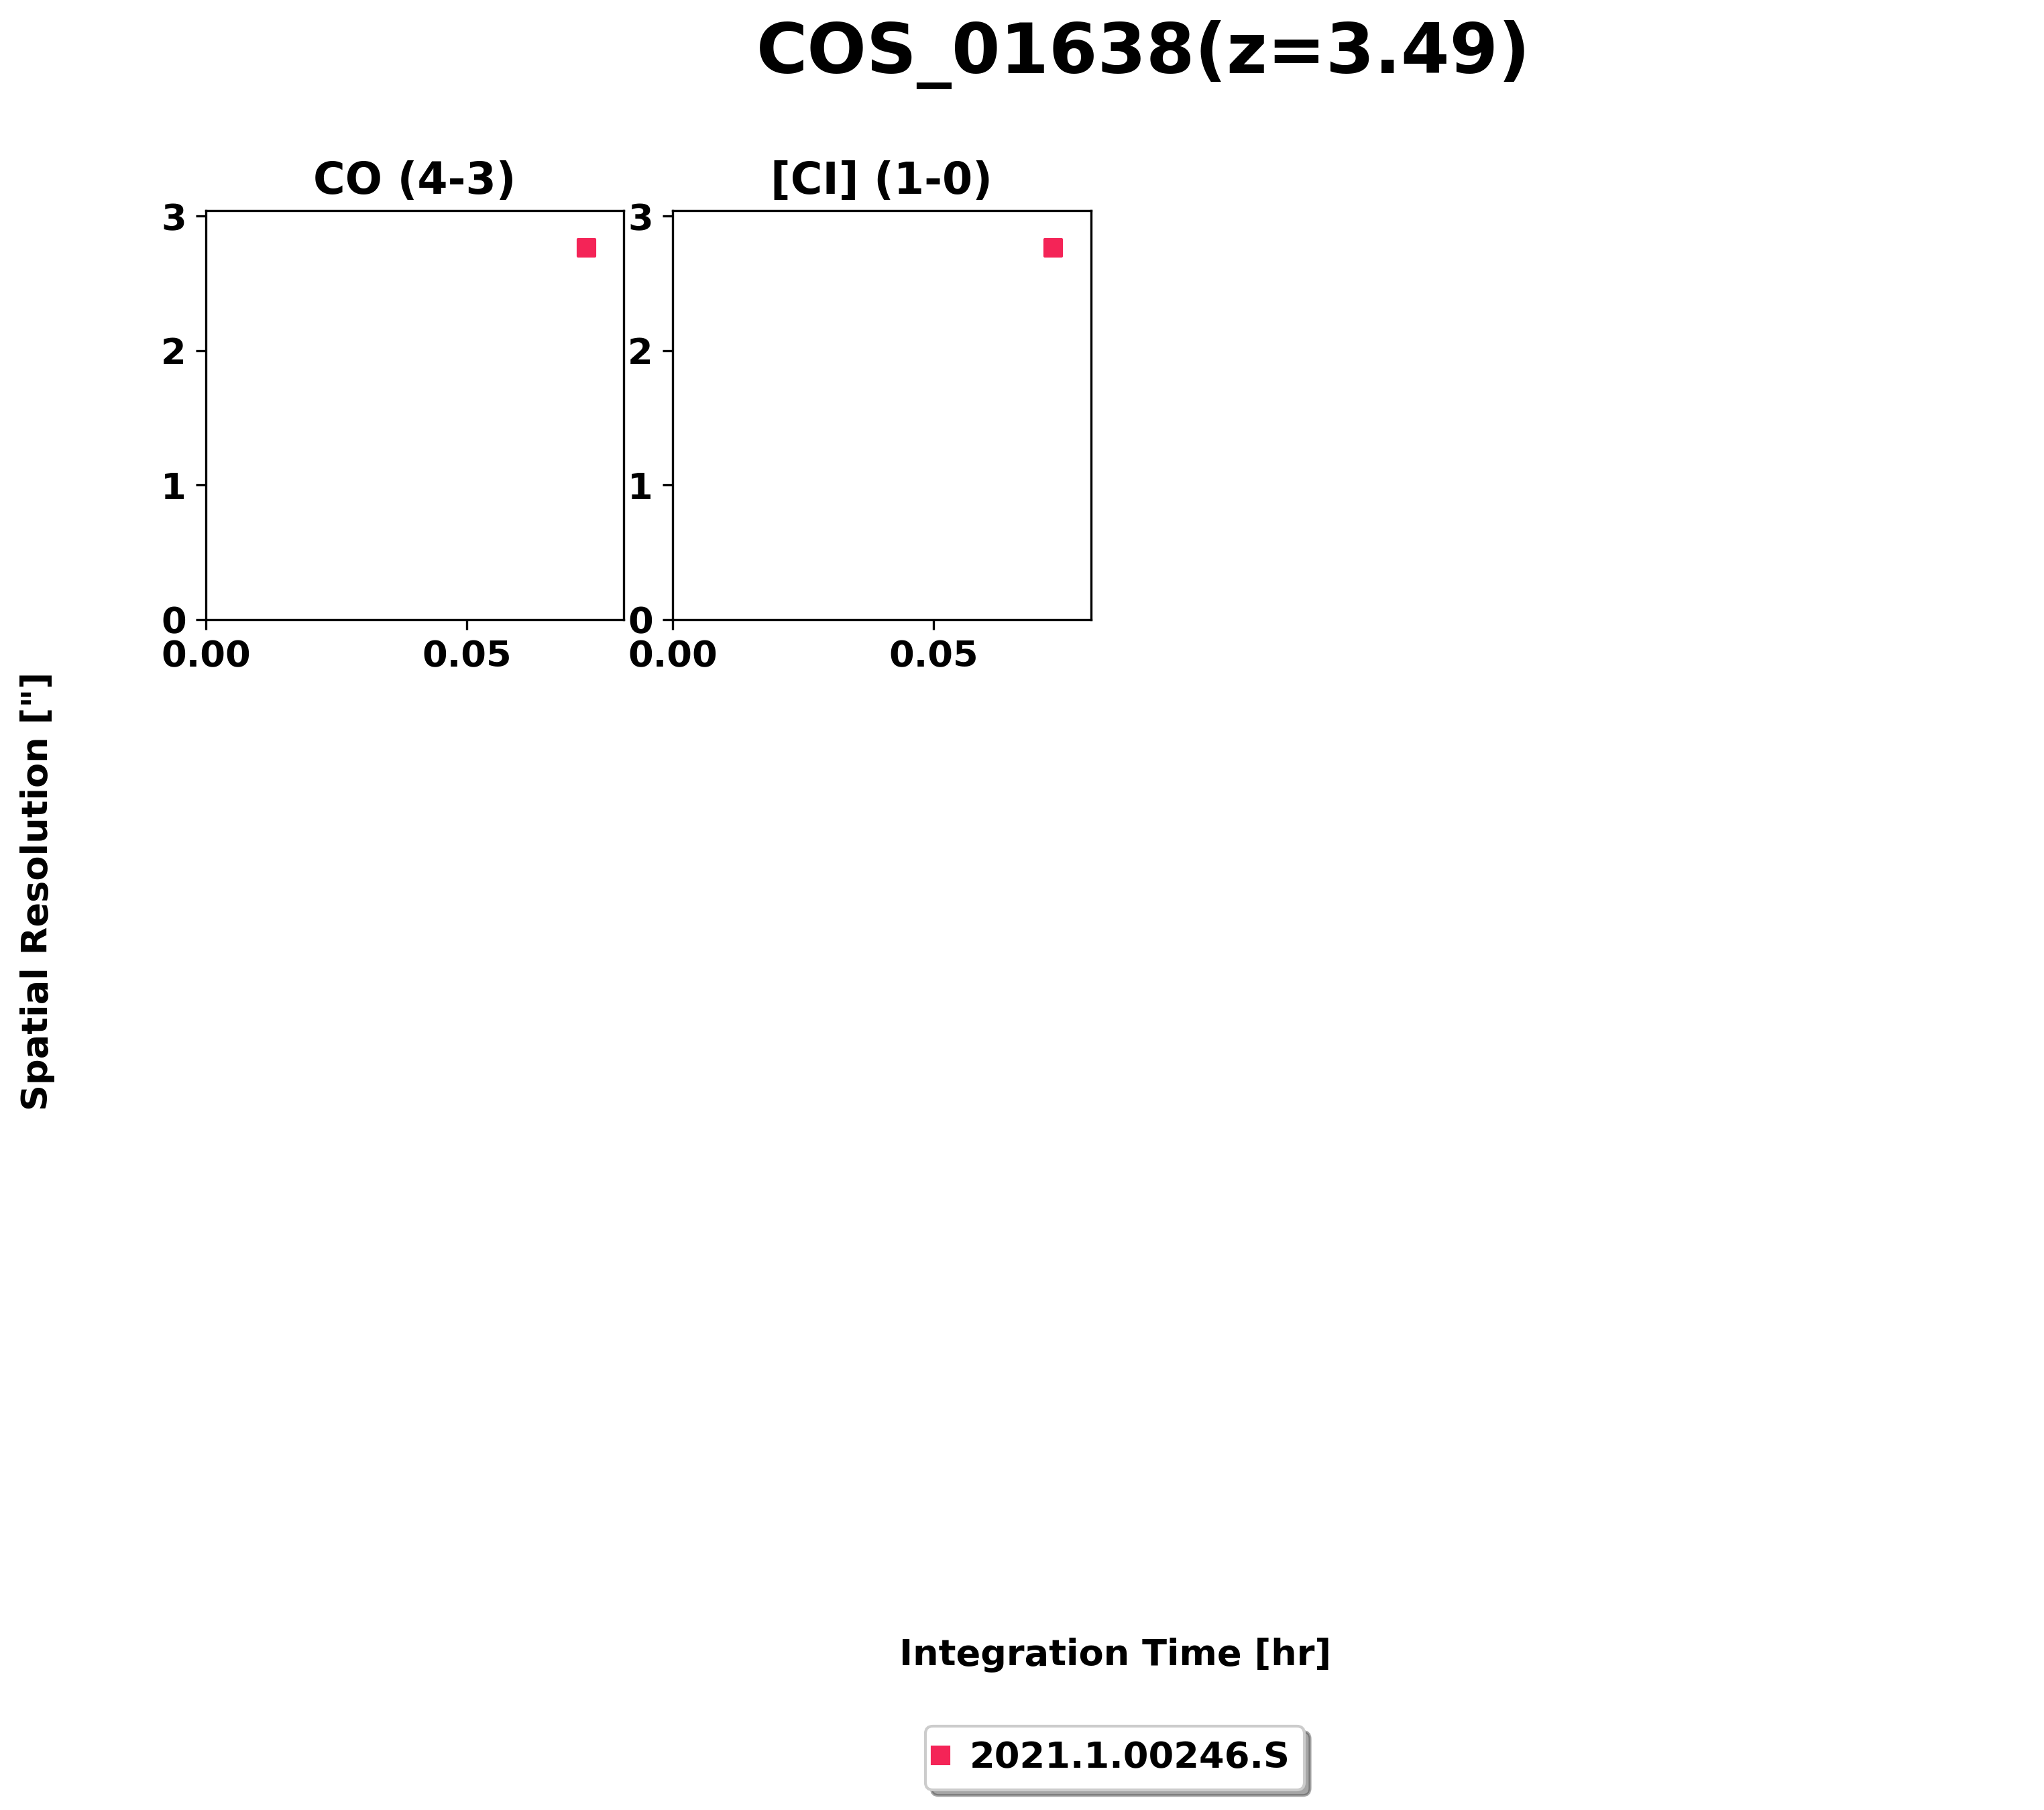 COS_01638(z=3.49)
CO (4-3)
[CI] (1-0)
3
2
1
0
0.00
0.05
3
2
1
0
0.00
0.05
Spatial Resolution ["]
Integration Time [hr]
2021.1.00246.S